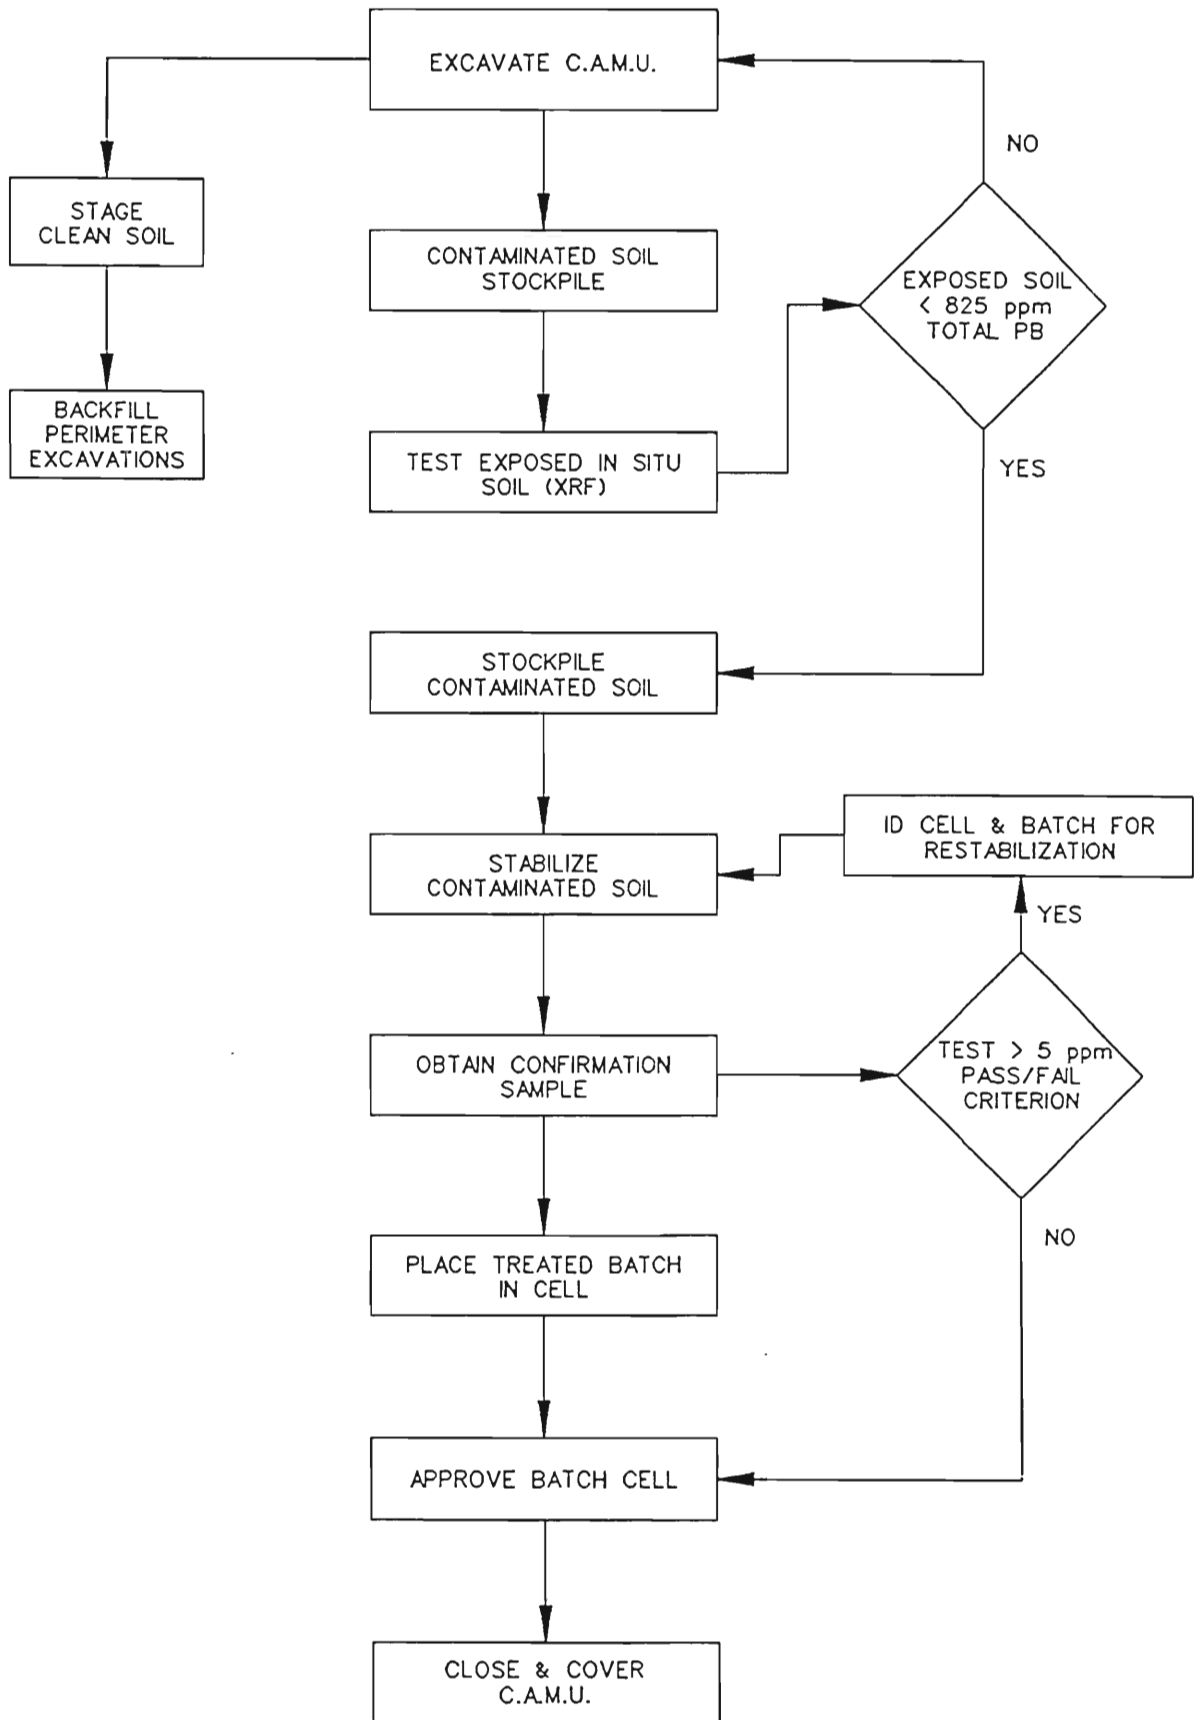 EXCAVATE C.A.M.U.
NO
STAGE
CLEAN SOIL
CONTAMINATED SOIL
STOCKPILE
EXPOSED SOIL
< 825 ppm
TOTAL PB
BACKFILL
PERIMETER
EXCAVATIONS
TEST EXPOSED IN SITU
SOIL (XRF)
YES
STOCKPILE
CONTAMINATED SOIL
ID CELL & BATCH FOR
RESTABILIZATION
STABILIZE
CONTAMINATED SOIL
YES
OBTAIN CONFIRMATION
SAMPLE
TEST > 5 ppm
PASS/FAIL
CRITERION
NO
PLACE TREATED BATCH
IN CELL
APPROVE BATCH CELL
CLOSE & COVER
C.A.M.U.